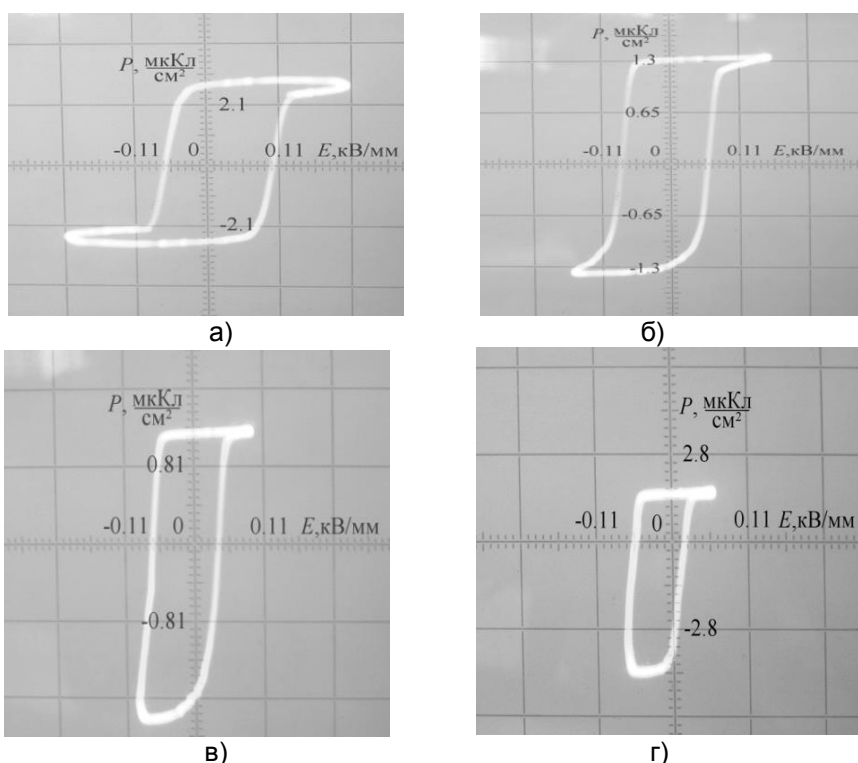 P, мкКл/см²
2.1
-0.11 0 0.11 E,кВ/мм
-2.1
а)
P, мкКл/см²
1.3
0.65
-0.11 0 0.11 E,кВ/мм
-0.65
-1.3
б)
P, мкКл/см²
0.81
-0.11 0 0.11 E,кВ/мм
-0.81
в)
P, мкКл/см²
2.8
-0.11 0 0.11 E,кВ/мм
-2.8
г)